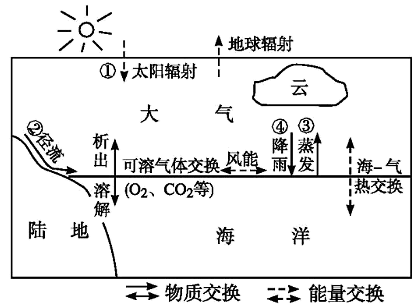 地球辐射
①
太阳辐射
云
大气
②径流
析出
可溶气体交换
风能
④降雨
③蒸发
海-气
溶解
(O₂、CO₂等)
热交换
陆地
海洋
物质交换
能量交换